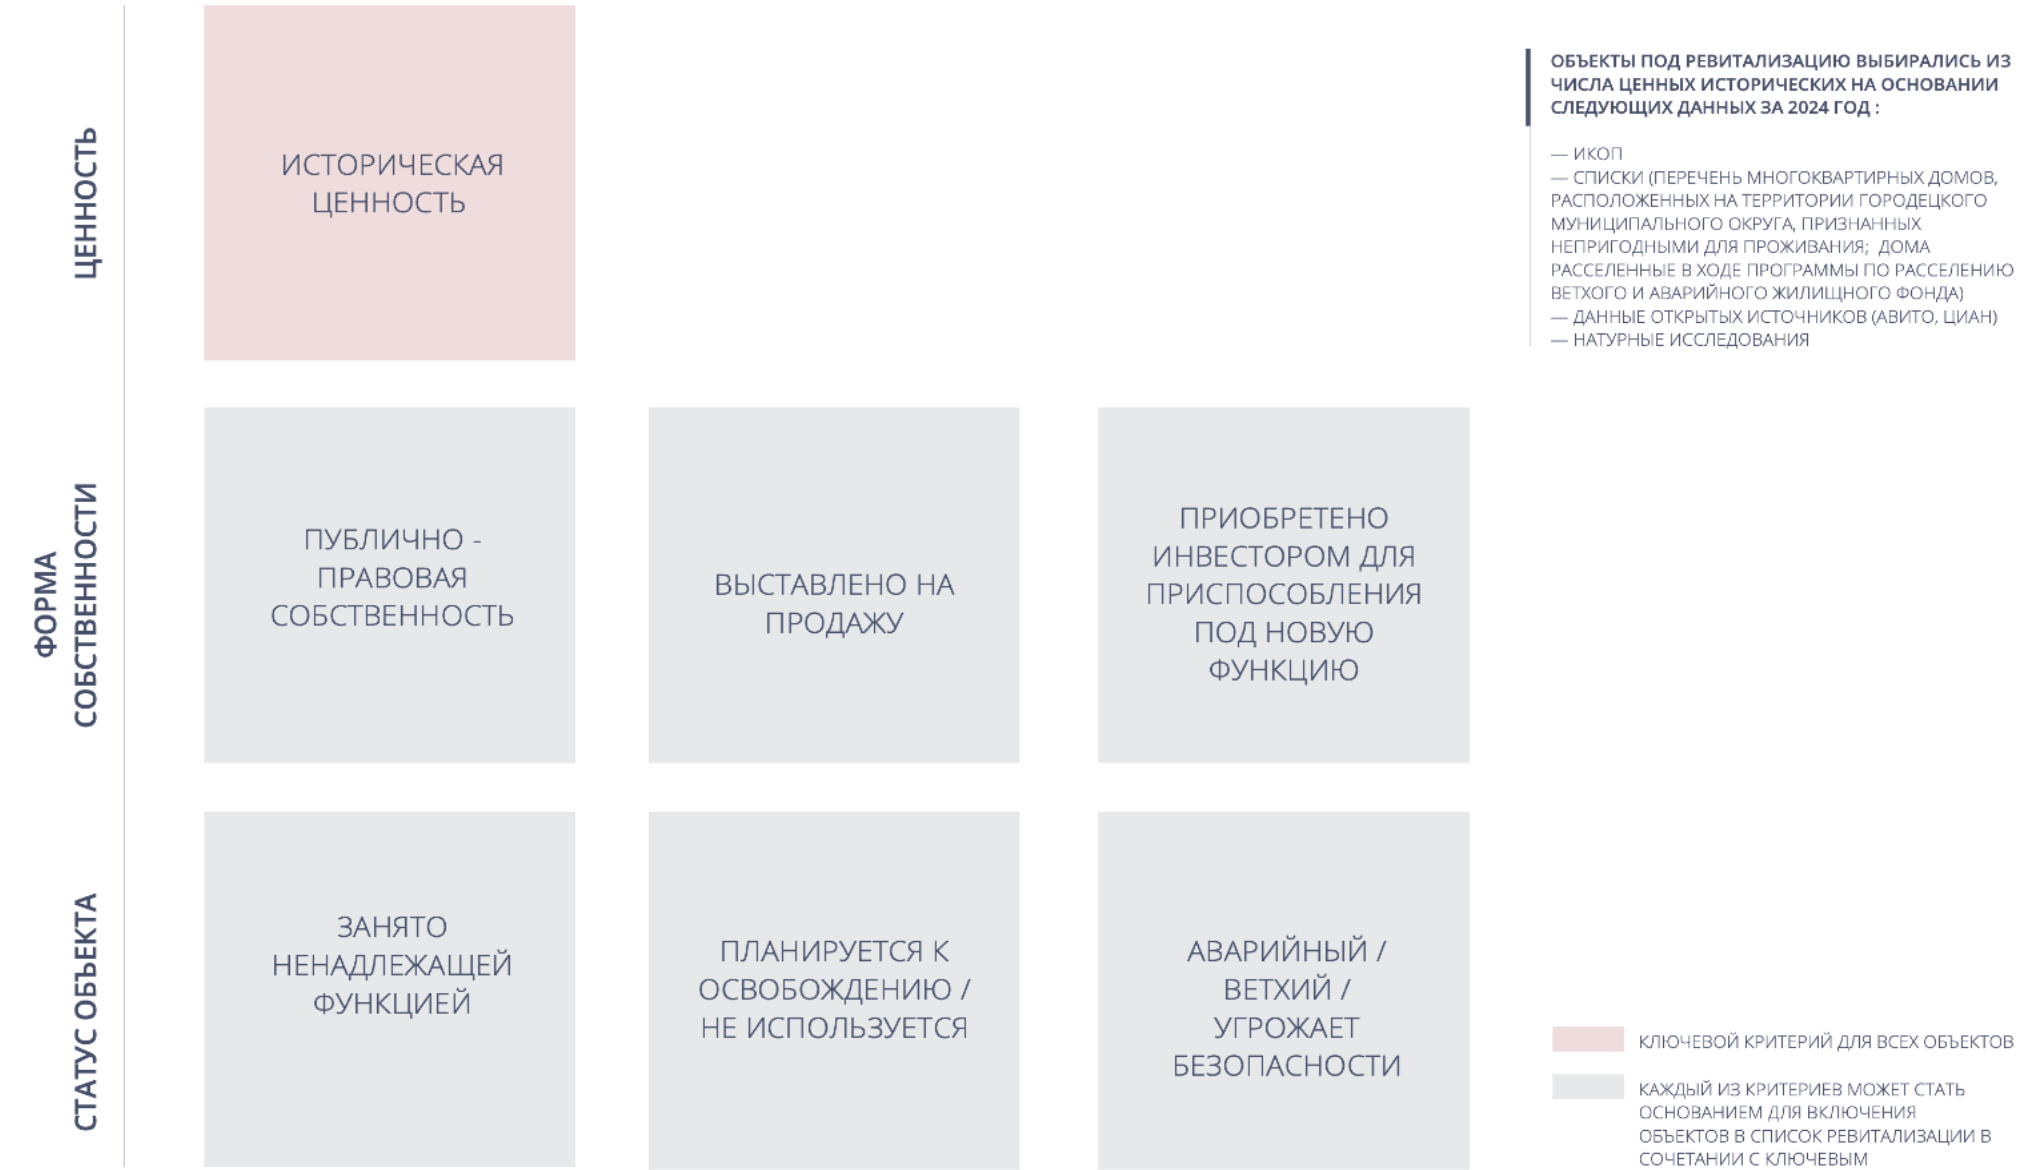 ЦЕННОСТЬ
ИСТОРИЧЕСКАЯ
ЦЕННОСТЬ
ОБЪЕКТЫ ПОД РЕВИТАЛИЗАЦИЮ ВЫБИРАЛИСЬ ИЗ
ЧИСЛА ЦЕННЫХ ИСТОРИЧЕСКИХ НА ОСНОВАНИИ
СЛЕДУЮЩИХ ДАННЫХ ЗА 2024 ГОД :
— ИКОП
— СПИСКИ (ПЕРЕЧЕНЬ МНОГОКВАРТИРНЫХ ДОМОВ,
РАСПОЛОЖЕННЫХ НА ТЕРРИТОРИИ ГОРОДЕЦКОГО
МУНИЦИПАЛЬНОГО ОКРУГА, ПРИЗНАННЫХ
НЕПРИГОДНЫМИ ДЛЯ ПРОЖИВАНИЯ; ДОМА
РАССЕЛЕННЫЕ В ХОДЕ ПРОГРАММЫ ПО РАССЕЛЕНИЮ
ВЕТХОГО И АВАРИЙНОГО ЖИЛИЩНОГО ФОНДА)
— ДАННЫЕ ОТКРЫТЫХ ИСТОЧНИКОВ (АВИТО, ЦИАН)
— НАТУРНЫЕ ИССЛЕДОВАНИЯ
ФОРМА
СОБСТВЕННОСТИ
ПУБЛИЧНО -
ПРАВОВАЯ
СОБСТВЕННОСТЬ
ВЫСТАВЛЕНО НА
ПРОДАЖУ
ПРИОБРЕТЕНО
ИНВЕСТОРОМ ДЛЯ
ПРИСПОСОБЛЕНИЯ
ПОД НОВУЮ
ФУНКЦИЮ
СТАТУС ОБЪЕКТА
ЗАНЯТО
НЕНАДЛЕЖАЩЕЙ
ФУНКЦИЕЙ
ПЛАНИРУЕТСЯ К
ОСВОБОЖДЕНИЮ /
НЕ ИСПОЛЬЗУЕТСЯ
АВАРИЙНЫЙ /
ВЕТХИЙ /
УГРОЖАЕТ
БЕЗОПАСНОСТИ
КЛЮЧЕВОЙ КРИТЕРИЙ ДЛЯ ВСЕХ ОБЪЕКТОВ
КАЖДЫЙ ИЗ КРИТЕРИЕВ МОЖЕТ СТАТЬ
ОСНОВАНИЕМ ДЛЯ ВКЛЮЧЕНИЯ
ОБЪЕКТОВ В СПИСОК РЕВИТАЛИЗАЦИИ В
СОЧЕТАНИИ С КЛЮЧЕВЫМ